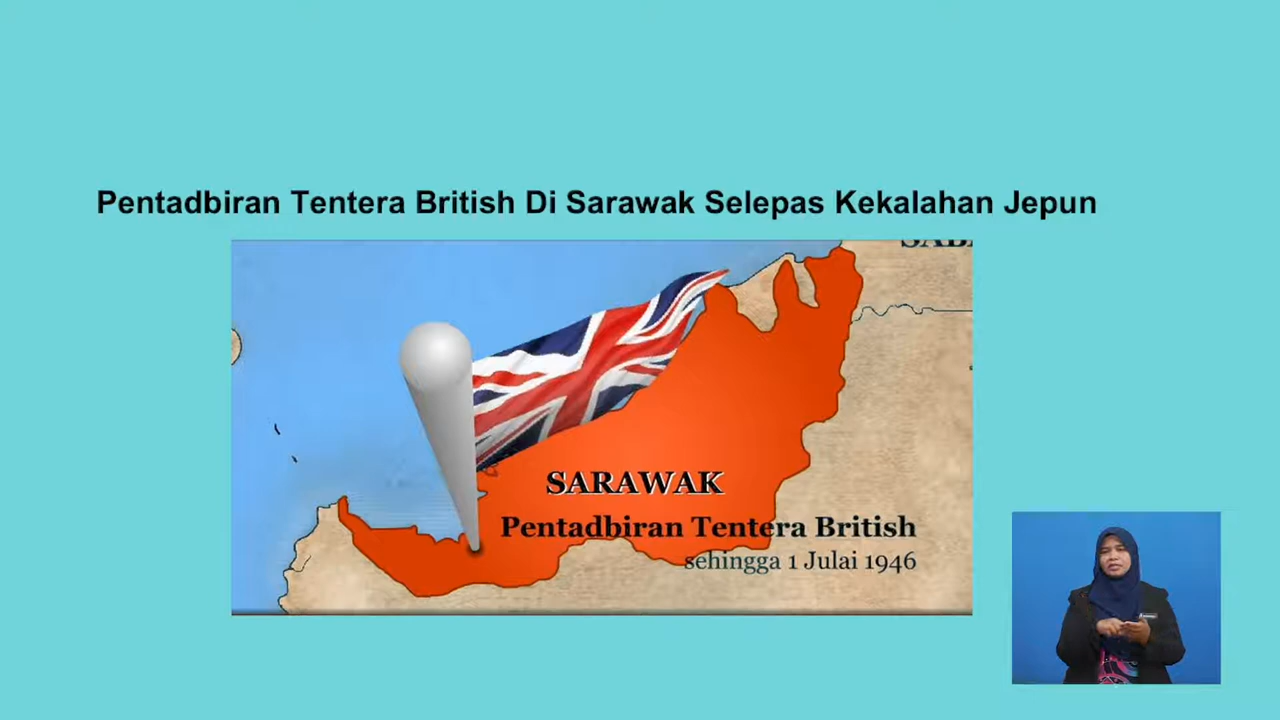 Pentadbiran Tentera British Di Sarawak Selepas Kekalahan Jepun
SARAWAK
Pentadbiran Tentera British
sehingga 1 Julai 1946